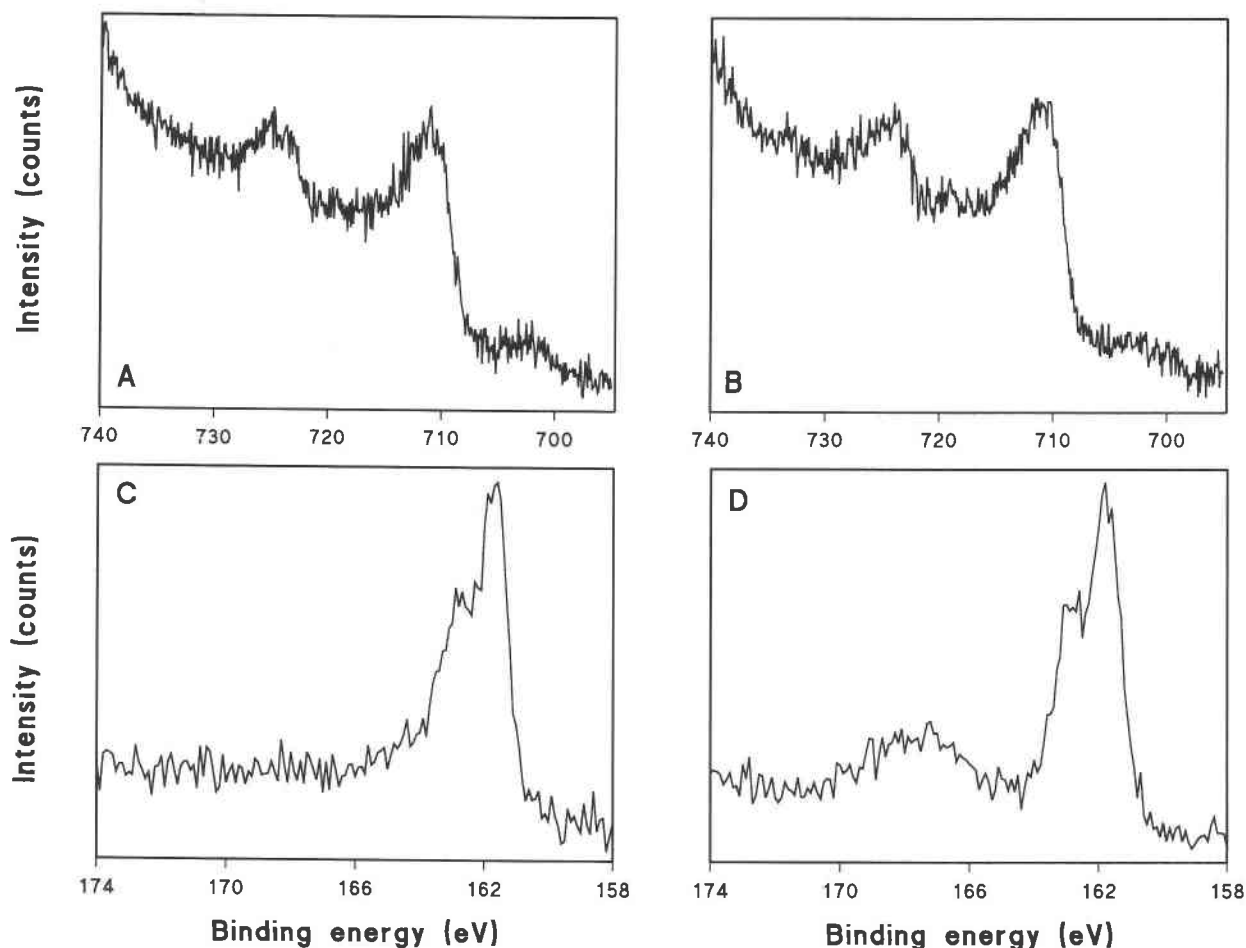 Intensity (counts)
A
B
740 730 720 710 700
740 730 720 710 700
Intensity (counts)
C
D
174 170 166 162 158
174 170 166 162 158
Binding energy (eV)
Binding energy (eV)